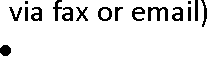 via fax or email)
•